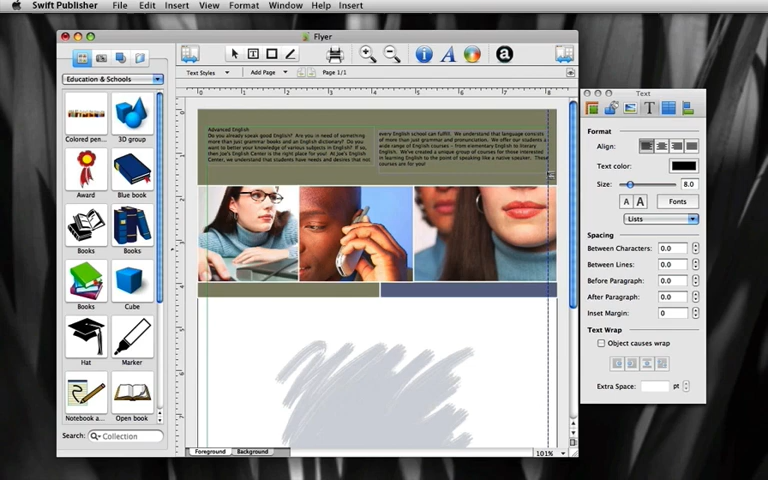 Swift Publisher File Edit Insert View Format Window Help Insert
Flyer
Text Styles Add Page Page 1/1
Education & Schools
Colored pen... 3D group
Award Blue book
Books Books
Books Cube
Hat Marker
Notebook a... Open book
Search: Collection
Advanced English
Do you already speak good English? Are you in need of something
more than just grammar books and an English dictionary? Do you
want to better your knowledge of various subjects in English? If so,
then Joe's English Center is the right place for you! At Joe's English
Center, we understand that students have needs and desires that not
every English school can fulfill. We understand that language consists
of more than just grammar and pronunciation. We offer our students a
wide range of English courses - from elementary English to literary
English. We've created a unique group of courses for those interested
in learning English to the point of speaking like a native speaker. These
courses are for you!
Foreground Background
101%
Text
Format
Align:
Text color:
Size: 8.0
A A Fonts
Lists
Spacing
Between Characters: 0.0
Between Lines: 0.0
Before Paragraph: 0.0
After Paragraph: 0.0
Inset Margin: 0
Text Wrap
Object causes wrap
Extra Space: pt